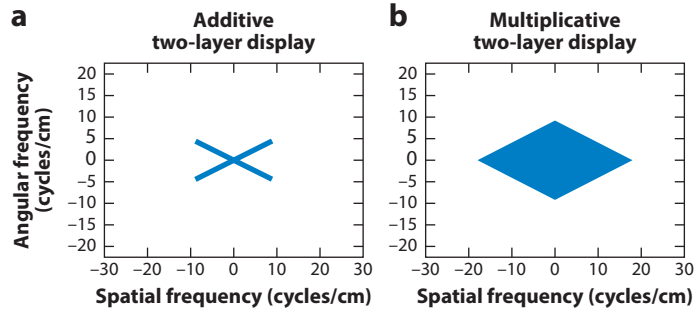 a
Additive
two-layer display
Angular frequency
(cycles/cm)
20
15
10
5
0
–5
–10
–15
–20
–30 –20 –10 0 10 20 30
Spatial frequency (cycles/cm)
b
Multiplicative
two-layer display
20
15
10
5
0
–5
–10
–15
–20
–30 –20 –10 0 10 20 30
Spatial frequency (cycles/cm)